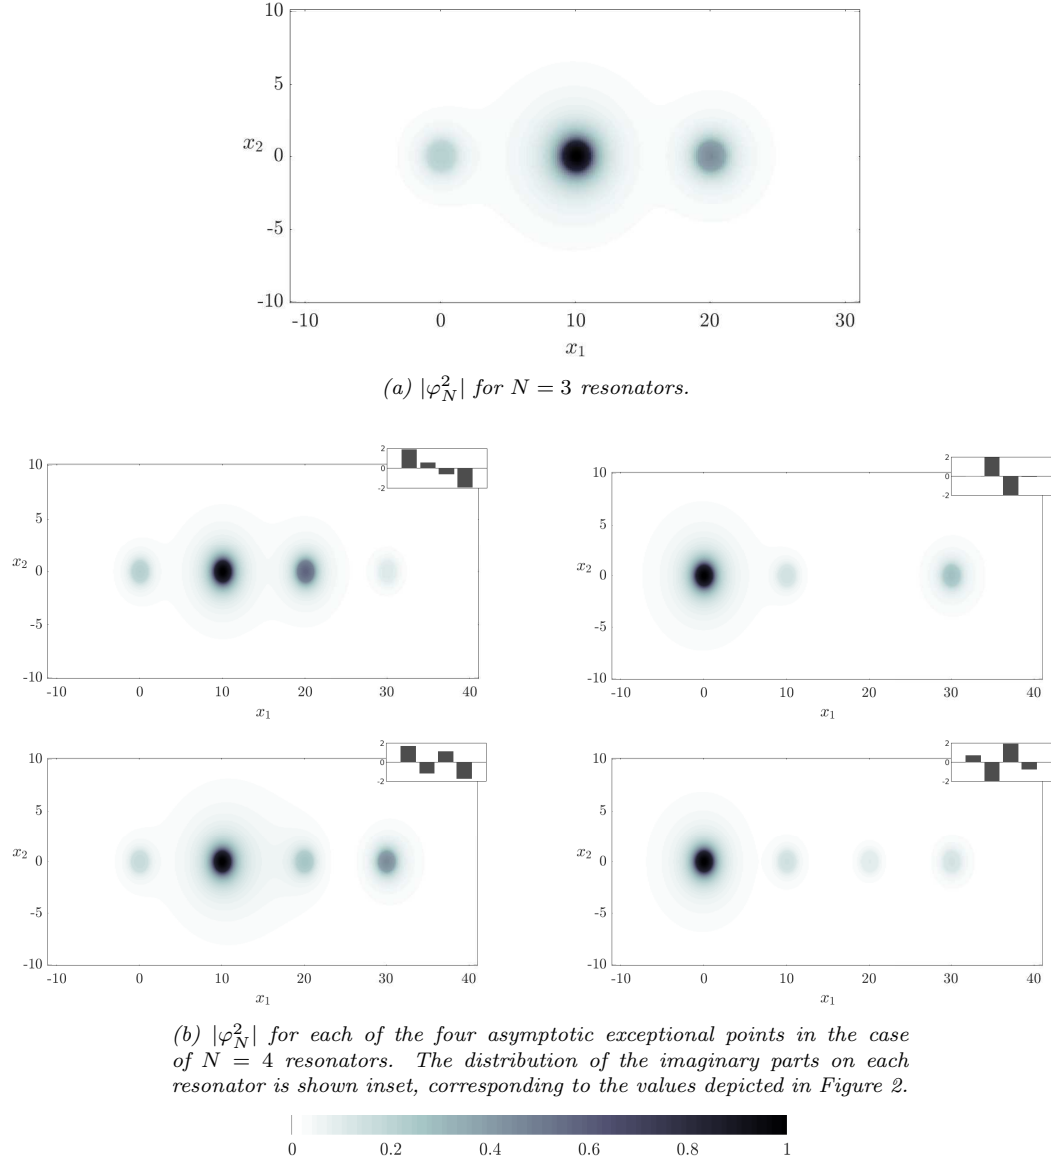 10
5
x₂ 0
-5
-10
-10 0 10 20 30
x₁
(a) |φ²_N| for N = 3 resonators.
2
0
-2
10
5
x₂ 0
-5
-10
-10 0 10 20 30 40
x₁
2
0
-2
10
5
x₂ 0
-5
-10
-10 0 10 20 30 40
x₁
2
0
-2
10
5
x₂ 0
-5
-10
-10 0 10 20 30 40
x₁
2
0
-2
10
5
x₂ 0
-5
-10
-10 0 10 20 30 40
x₁
(b) |φ²_N| for each of the four asymptotic exceptional points in the case
of N = 4 resonators. The distribution of the imaginary parts on each
resonator is shown inset, corresponding to the values depicted in Figure 2.
0 0.2 0.4 0.6 0.8 1